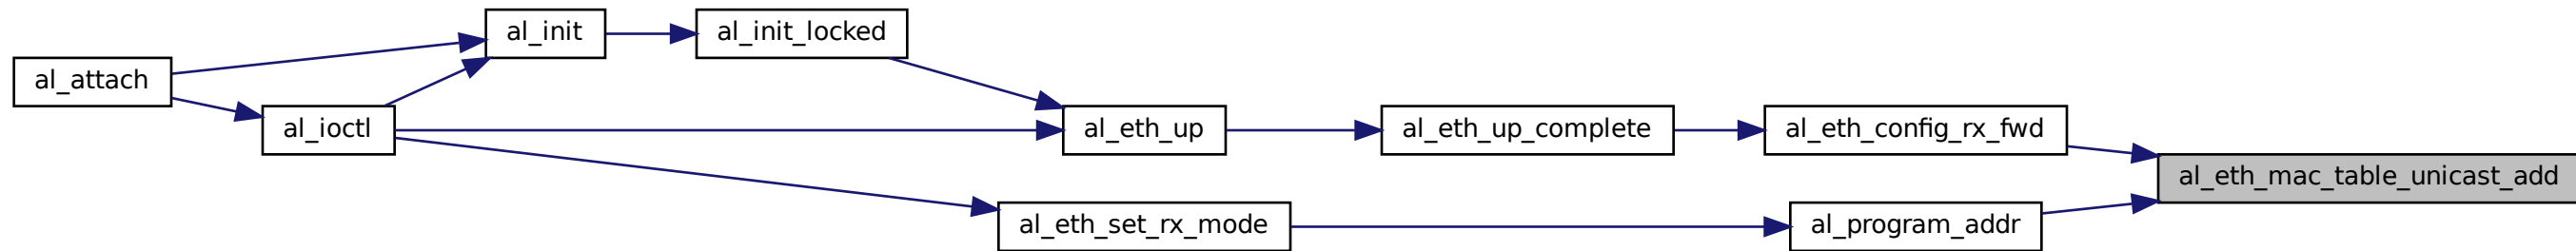 al_attach
al_init
al_init_locked
al_ioctl
al_eth_up
al_eth_up_complete
al_eth_config_rx_fwd
al_eth_mac_table_unicast_add
al_eth_set_rx_mode
al_program_addr